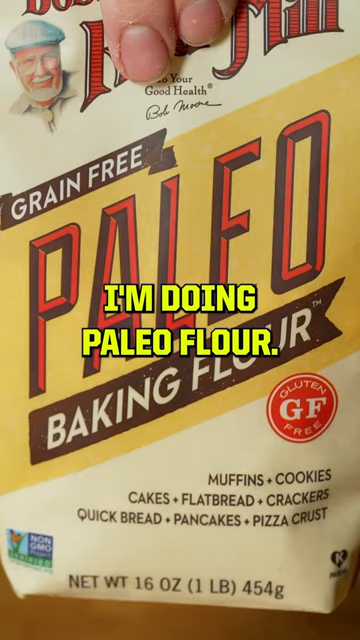 To Your
Good Health®
Bob Moore
GRAIN FREE
PALEO
I'M DOING
PALEO FLOUR.
BAKING FLOUR™
GLUTEN
GF
FREE
MUFFINS + COOKIES
CAKES + FLATBREAD + CRACKERS
QUICK BREAD + PANCAKES + PIZZA CRUST
NON
GMO
NET WT 16 OZ (1 LB) 454g